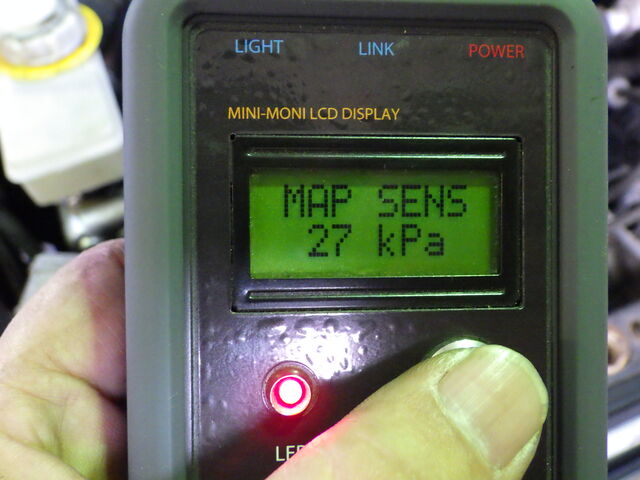 LIGHT LINK POWER
MINI-MONI LCD DISPLAY
MAP SENS
27 kPa